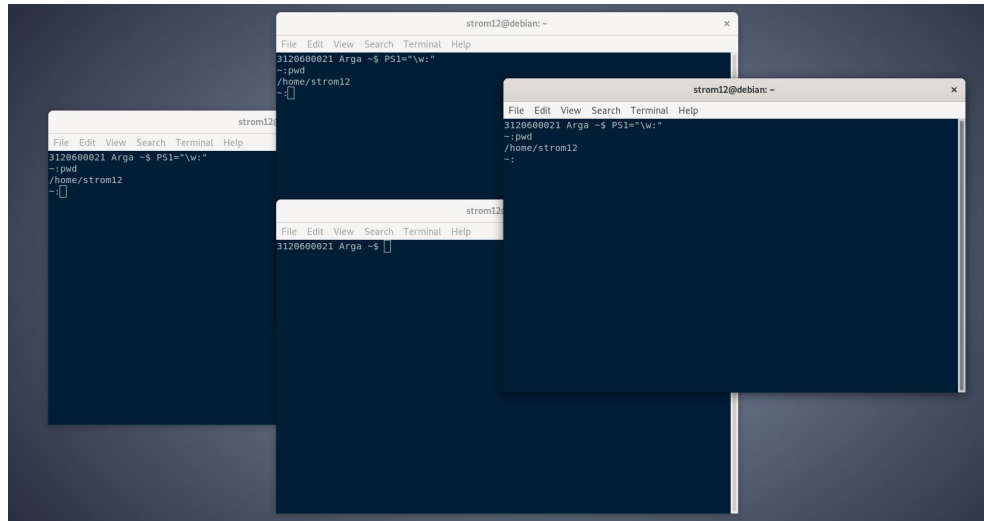 strom12@debian: ~
File Edit View Search Terminal Help
3120600021 Arga ~$ PS1="\w:"
~:pwd
/home/strom12
~:
strom12@debian: ~
File Edit View Search Terminal Help
3120600021 Arga ~$ PS1="\w:"
~:pwd
/home/strom12
~:
strom12@
File Edit View Search Terminal Help
3120600021 Arga ~$ PS1="\w:"
~:pwd
/home/strom12
~:
strom12@
File Edit View Search Terminal Help
3120600021 Arga ~$